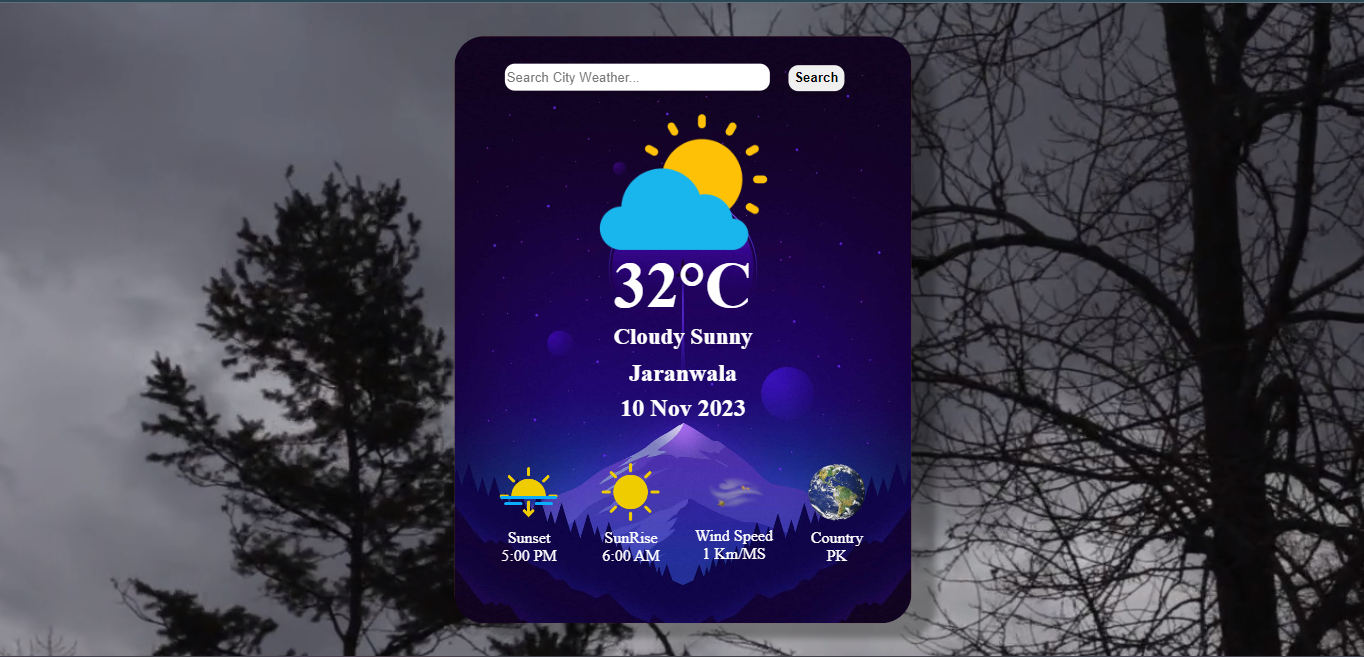 Search City Weather...
Search
32°C
Cloudy Sunny
Jaranwala
10 Nov 2023
Sunset
5:00 PM
SunRise
6:00 AM
Wind Speed
1 Km/MS
Country
PK